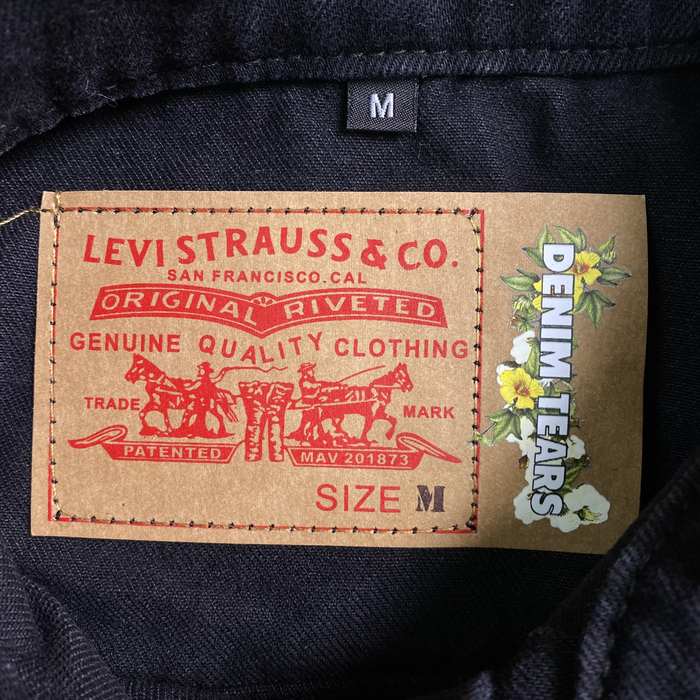 M
LEVI STRAUSS & CO.
SAN FRANCISCO. CAL
ORIGINAL RIVETED
GENUINE QUALITY CLOTHING
TRADE MARK
PATENTED MAV 201873
SIZE M
DENIM TEARS